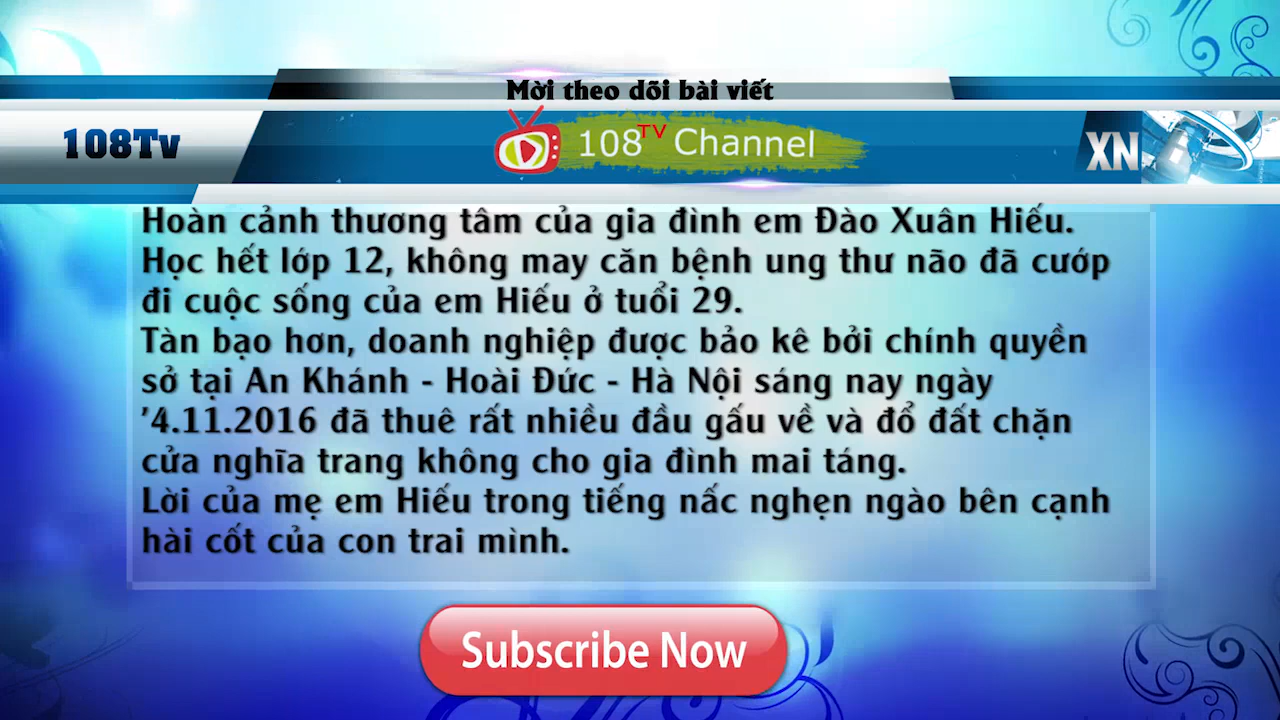 Mời theo dõi bài viết
108Tv
108 TV Channel
XN
Hoàn cảnh thương tâm của gia đình em Đào Xuân Hiếu.
Học hết lớp 12, không may căn bệnh ung thư não đã cướp
đi cuộc sống của em Hiếu ở tuổi 29.
Tàn bạo hơn, doanh nghiệp được bảo kê bởi chính quyền
sở tại An Khánh - Hoài Đức - Hà Nội sáng nay ngày
'4.11.2016 đã thuê rất nhiều đầu gấu về và đổ đất chặn
cửa nghĩa trang không cho gia đình mai táng.
Lời của mẹ em Hiếu trong tiếng nấc nghẹn ngào bên cạnh
hài cốt của con trai mình.
Subscribe Now